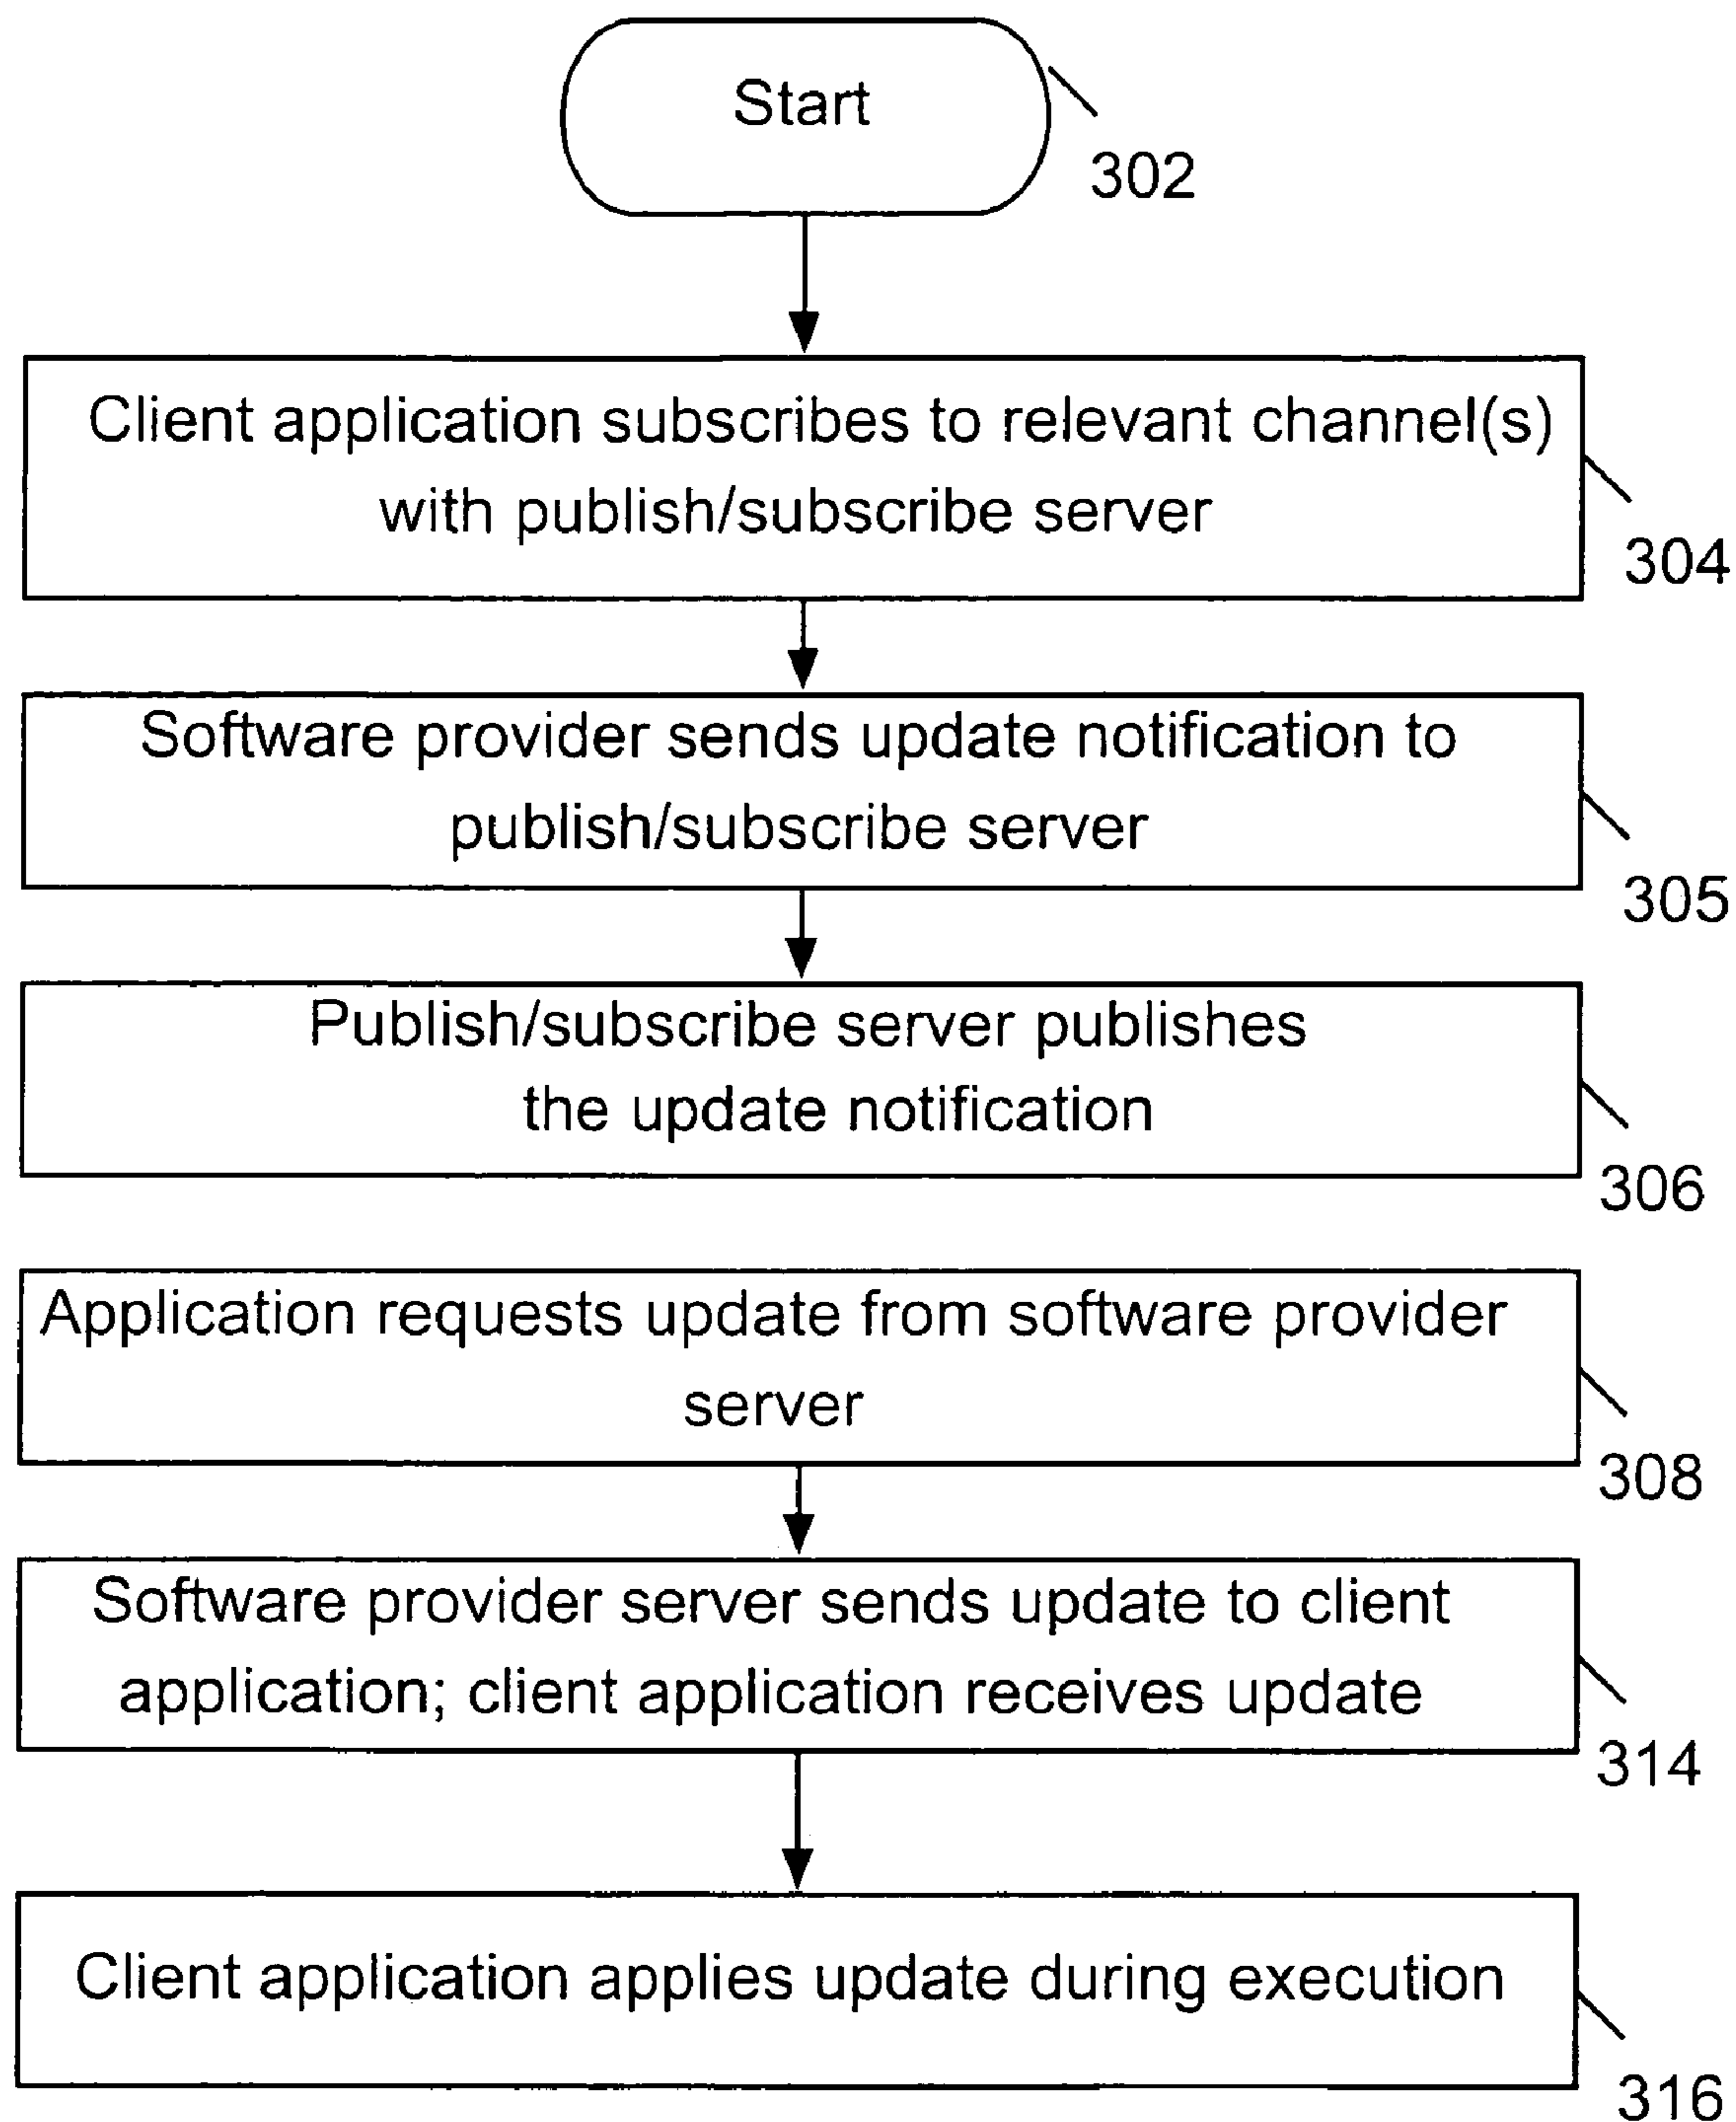 Start
302
Client application subscribes to relevant channel(s)
with publish/subscribe server
304
Software provider sends update notification to
publish/subscribe server
305
Publish/subscribe server publishes
the update notification
306
Application requests update from software provider
server
308
Software provider server sends update to client
application; client application receives update
314
Client application applies update during execution
316